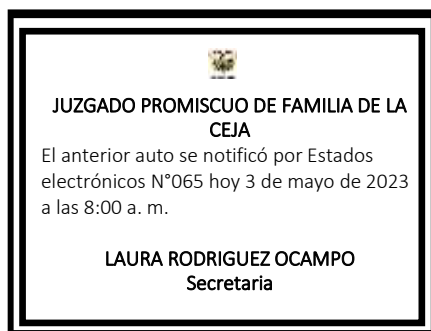 JUZGADO PROMISCUO DE FAMILIA DE LA
CEJA
El anterior auto se notificó por Estados
electrónicos N°065 hoy 3 de mayo de 2023
a las 8:00 a. m.
LAURA RODRIGUEZ OCAMPO
Secretaria